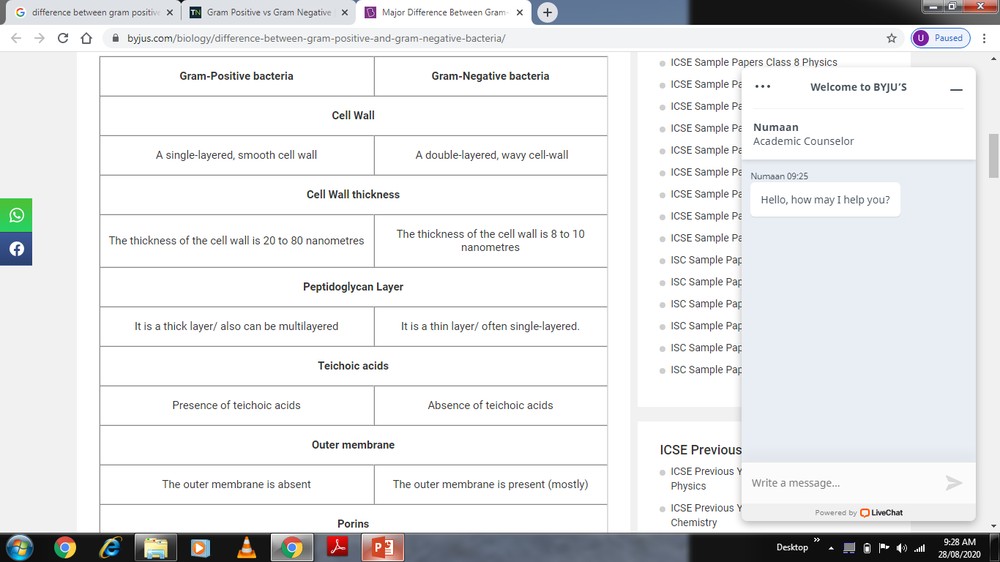 difference between gram positive
Gram Positive vs Gram Negative
Major Difference Between Gram-
byjus.com/biology/difference-between-gram-positive-and-gram-negative-bacteria/
U Paused
Gram-Positive bacteria
Gram-Negative bacteria
Cell Wall
A single-layered, smooth cell wall
A double-layered, wavy cell-wall
Cell Wall thickness
The thickness of the cell wall is 20 to 80 nanometres
The thickness of the cell wall is 8 to 10
nanometres
Peptidoglycan Layer
It is a thick layer/ also can be multilayered
It is a thin layer/ often single-layered.
Teichoic acids
Presence of teichoic acids
Absence of teichoic acids
Outer membrane
The outer membrane is absent
The outer membrane is present (mostly)
Porins
ICSE Sample Papers Class 8 Physics
ICSE Sample Pa
ICSE Sample Pa
ICSE Sample Pa
ICSE Sample Pa
ICSE Sample Pa
ICSE Sample Pa
ICSE Sample Pa
ICSE Sample Pa
ISC Sample Pap
ISC Sample Pap
ISC Sample Pap
ISC Sample Pap
ISC Sample Pap
ISC Sample Pap
ICSE Previous
ICSE Previous Y
Physics
ICSE Previous Y
Chemistry
Welcome to BYJU'S
Numaan
Academic Counselor
Numaan 09:25
Hello, how may I help you?
Write a message...
Powered by LiveChat
Desktop
9:28 AM
28/08/2020